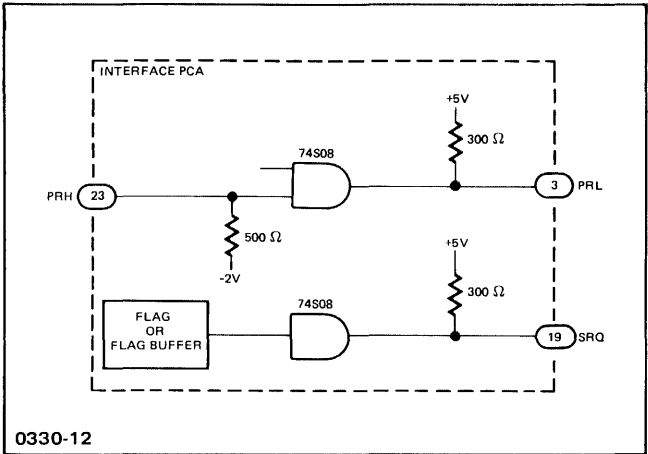 INTERFACE PCA
+5V
300 Ω
74S08
PRH 23
3 PRL
500 Ω
-2V
+5V
300 Ω
74S08
FLAG
OR
FLAG BUFFER
19 SRQ
0330-12